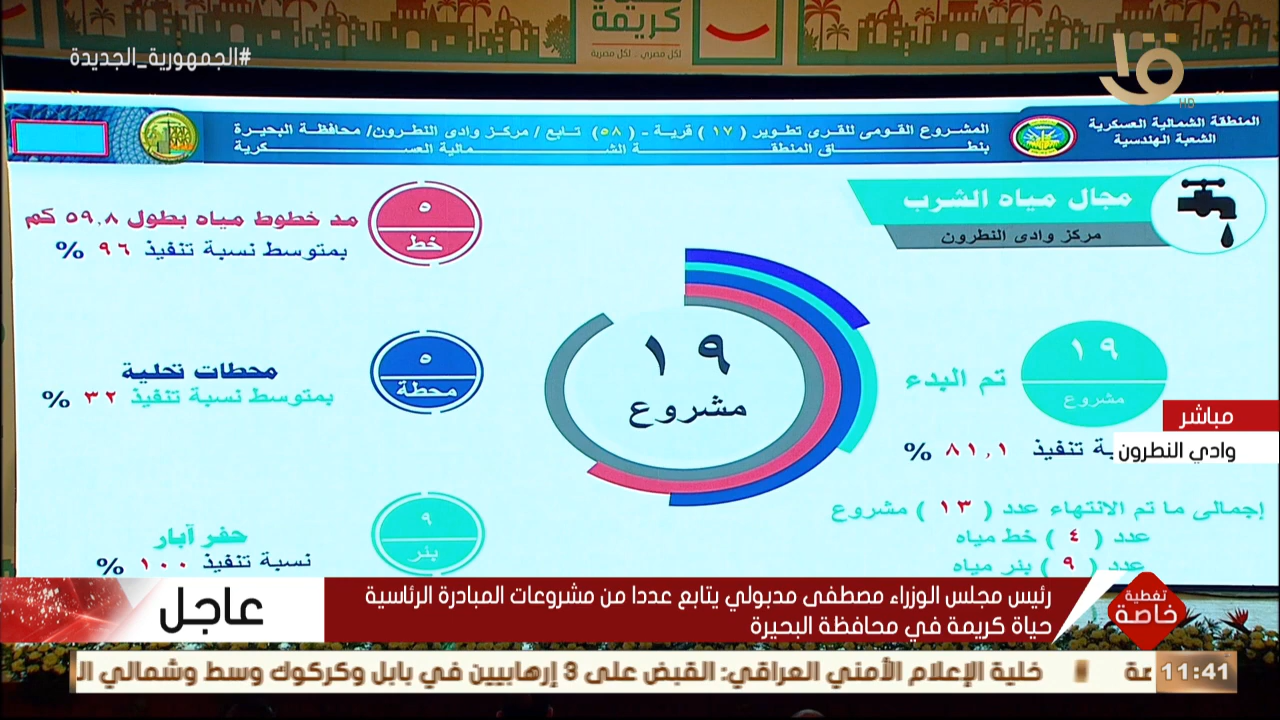 كريمة
لكل مصري .. لكل مصرية
#الجمهورية_الجديدة
HD
المنطقة الشمالية العسكرية
الشعبة الهندسية
المشروع القومى للقرى تطوير ( ١٧ ) قرية - ( ٥٨ ) تابع / مركز وادى النطرون/ محافظة البحيرة
بنطاق المنطقة الشمالية العسكرية
مجال مياه الشرب
مركز وادى النطرون
٥
خط
مد خطوط مياه بطول ٥٩,٨ كم
بمتوسط نسبة تنفيذ ٩٦ %
١٩
مشروع
١٩
مشروع
تم البدء
تنفيذ ٨١,١ %
٥
محطة
محطات تحلية
بمتوسط نسبة تنفيذ ٣٢ %
إجمالى ما تم الانتهاء عدد ( ١٣ ) مشروع
عدد ( ٤ ) خط مياه
عدد ( ٩ ) بئر مياه
٩
بئر
حفر آبار
نسبة تنفيذ ١٠٠ %
مباشر
وادي النطرون
تغطية
خاصة
عاجل
رئيس مجلس الوزراء مصطفى مدبولي يتابع عددا من مشروعات المبادرة الرئاسية
حياة كريمة في محافظة البحيرة
11:41
خلية الإعلام الأمني العراقي: القبض على 3 إرهابيين في بابل وكركوك وسط وشمالي